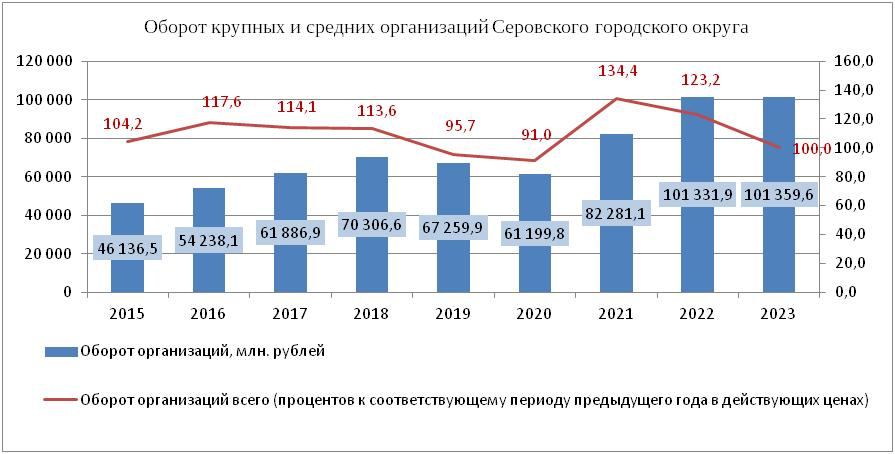 Оборот крупных и средних организаций Серовского городского округа
120 000 160,0
134,4 123,2
140,0
117,6 114,1 113,6
100 000 120,0
104,2 95,7 91,0
80 000 100,0 100,0
60 000 80,0
101 331,9 101 359,6
82 281,1
40 000 60,0
70 306,6
61 886,9 67 259,9 61 199,8
54 238,1
46 136,5
20 000 40,0
20,0
0 0,0
2015 2016 2017 2018 2019 2020 2021 2022 2023
Оборот организаций, млн. рублей
Оборот организаций всего (процентов к соответствующему периоду предыдущего года в действующих ценах)